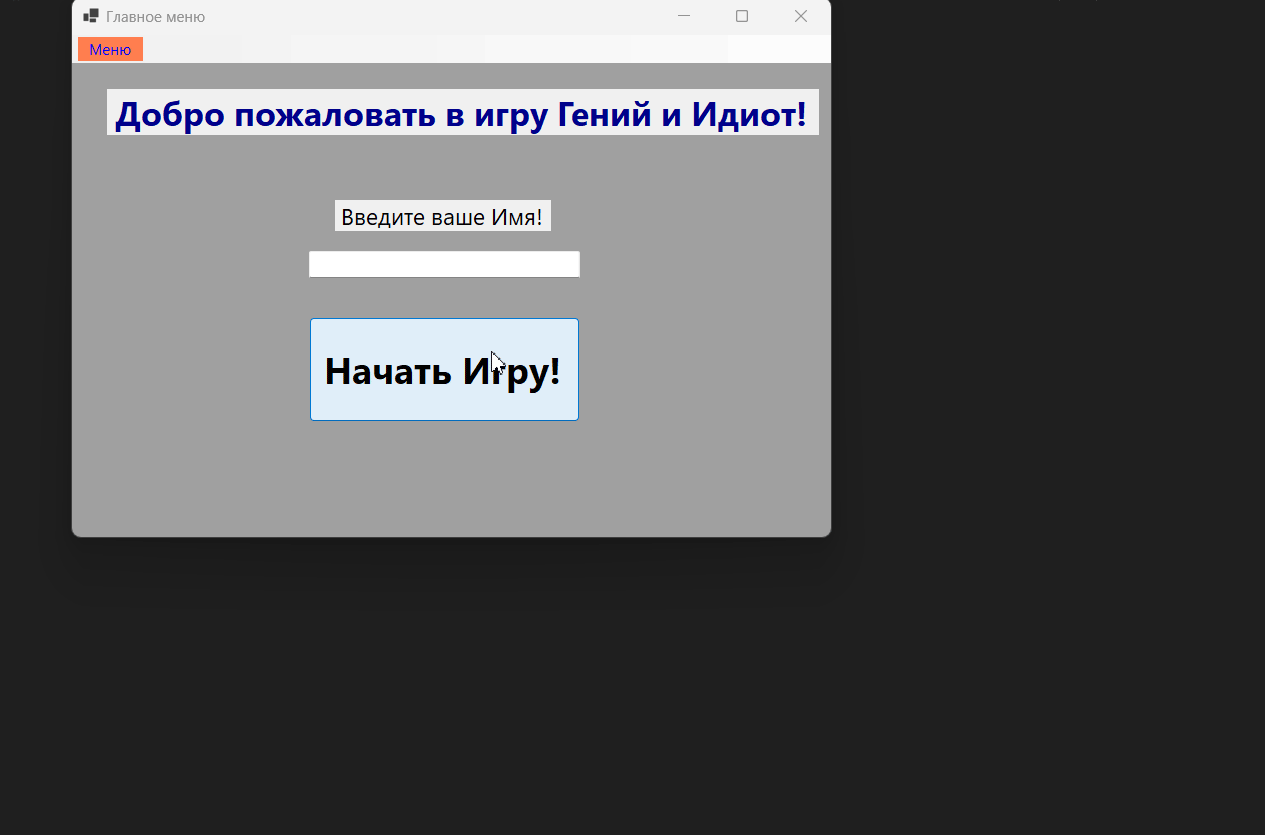 Главное меню
Меню
Добро пожаловать в игру Гений и Идиот!
Введите ваше Имя!
Начать Игру!